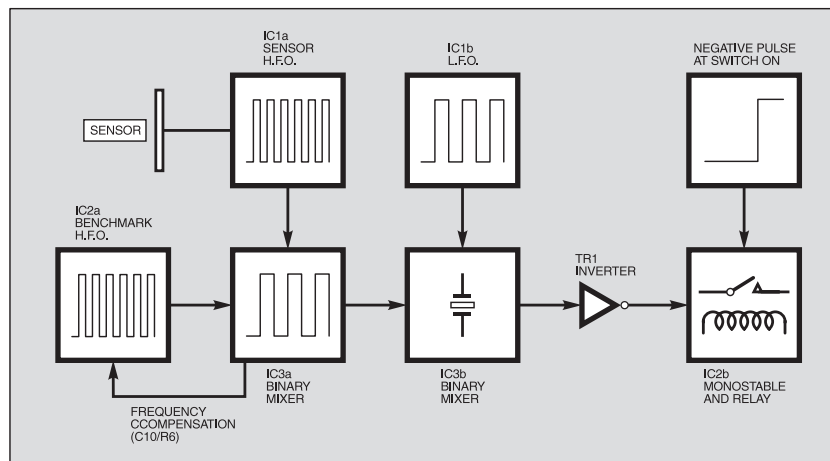 IC1a
SENSOR
H.F.O.
IC1b
L.F.O.
NEGATIVE PULSE
AT SWITCH ON
SENSOR
IC2a
BENCHMARK
H.F.O.
TR1
INVERTER
IC3a
BINARY
MIXER
IC3b
BINARY
MIXER
IC2b
MONOSTABLE
AND RELAY
FREQUENCY
CCOMPENSATION
(C10/R6)